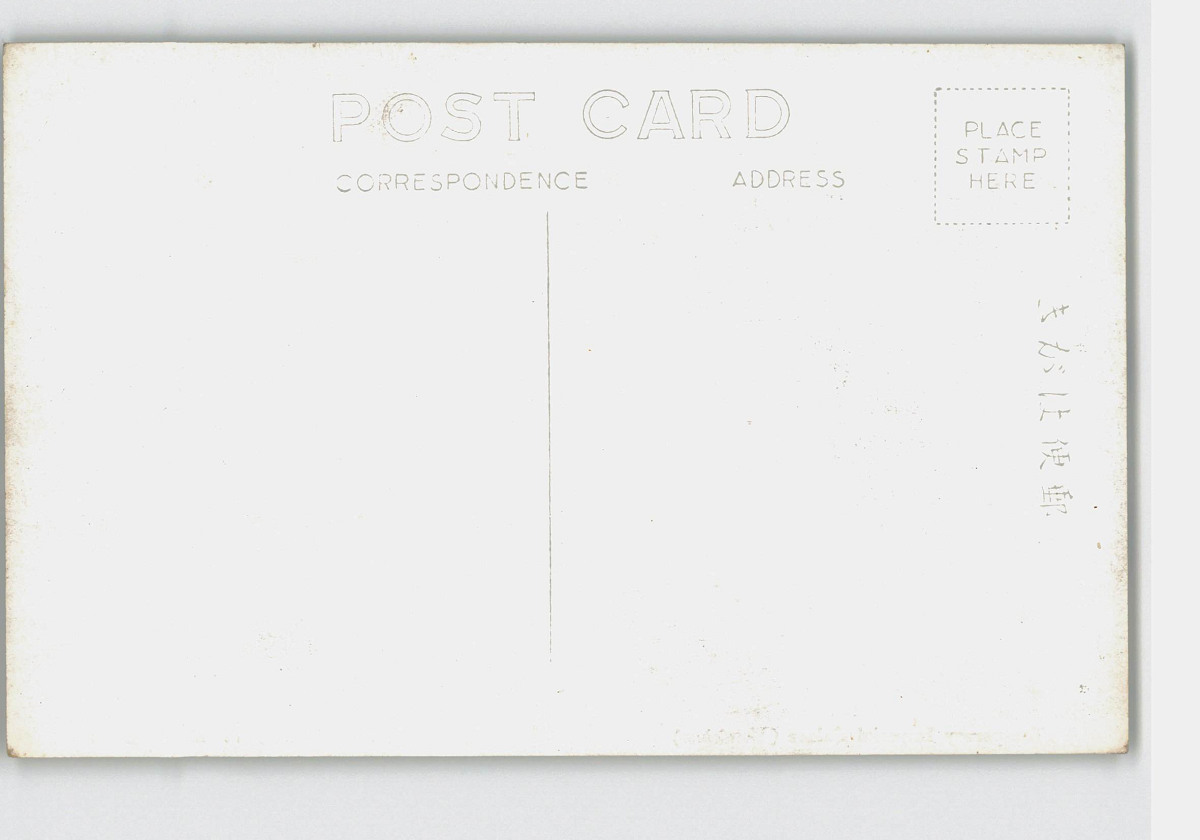 POST CARD
CORRESPONDENCE
ADDRESS
PLACE
STAMP
HERE
郵便はがき